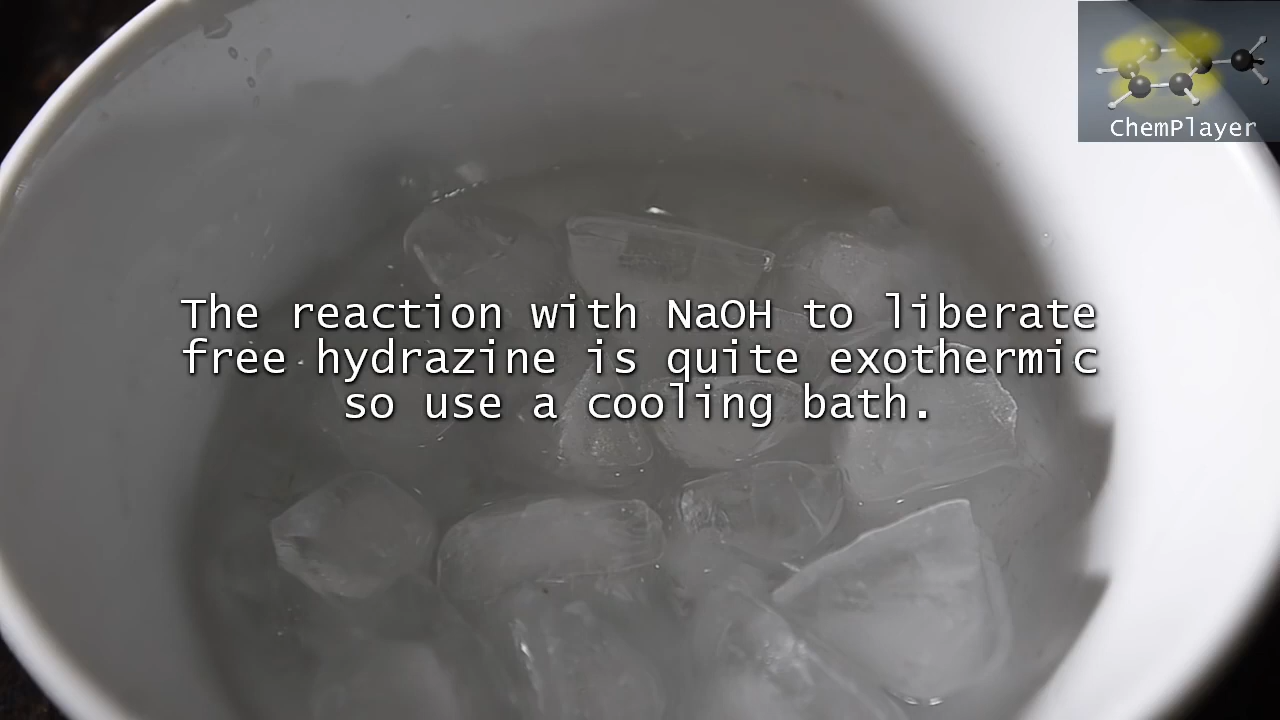 ChemPlayer
The reaction with NaOH to liberate
free hydrazine is quite exothermic
so use a cooling bath.